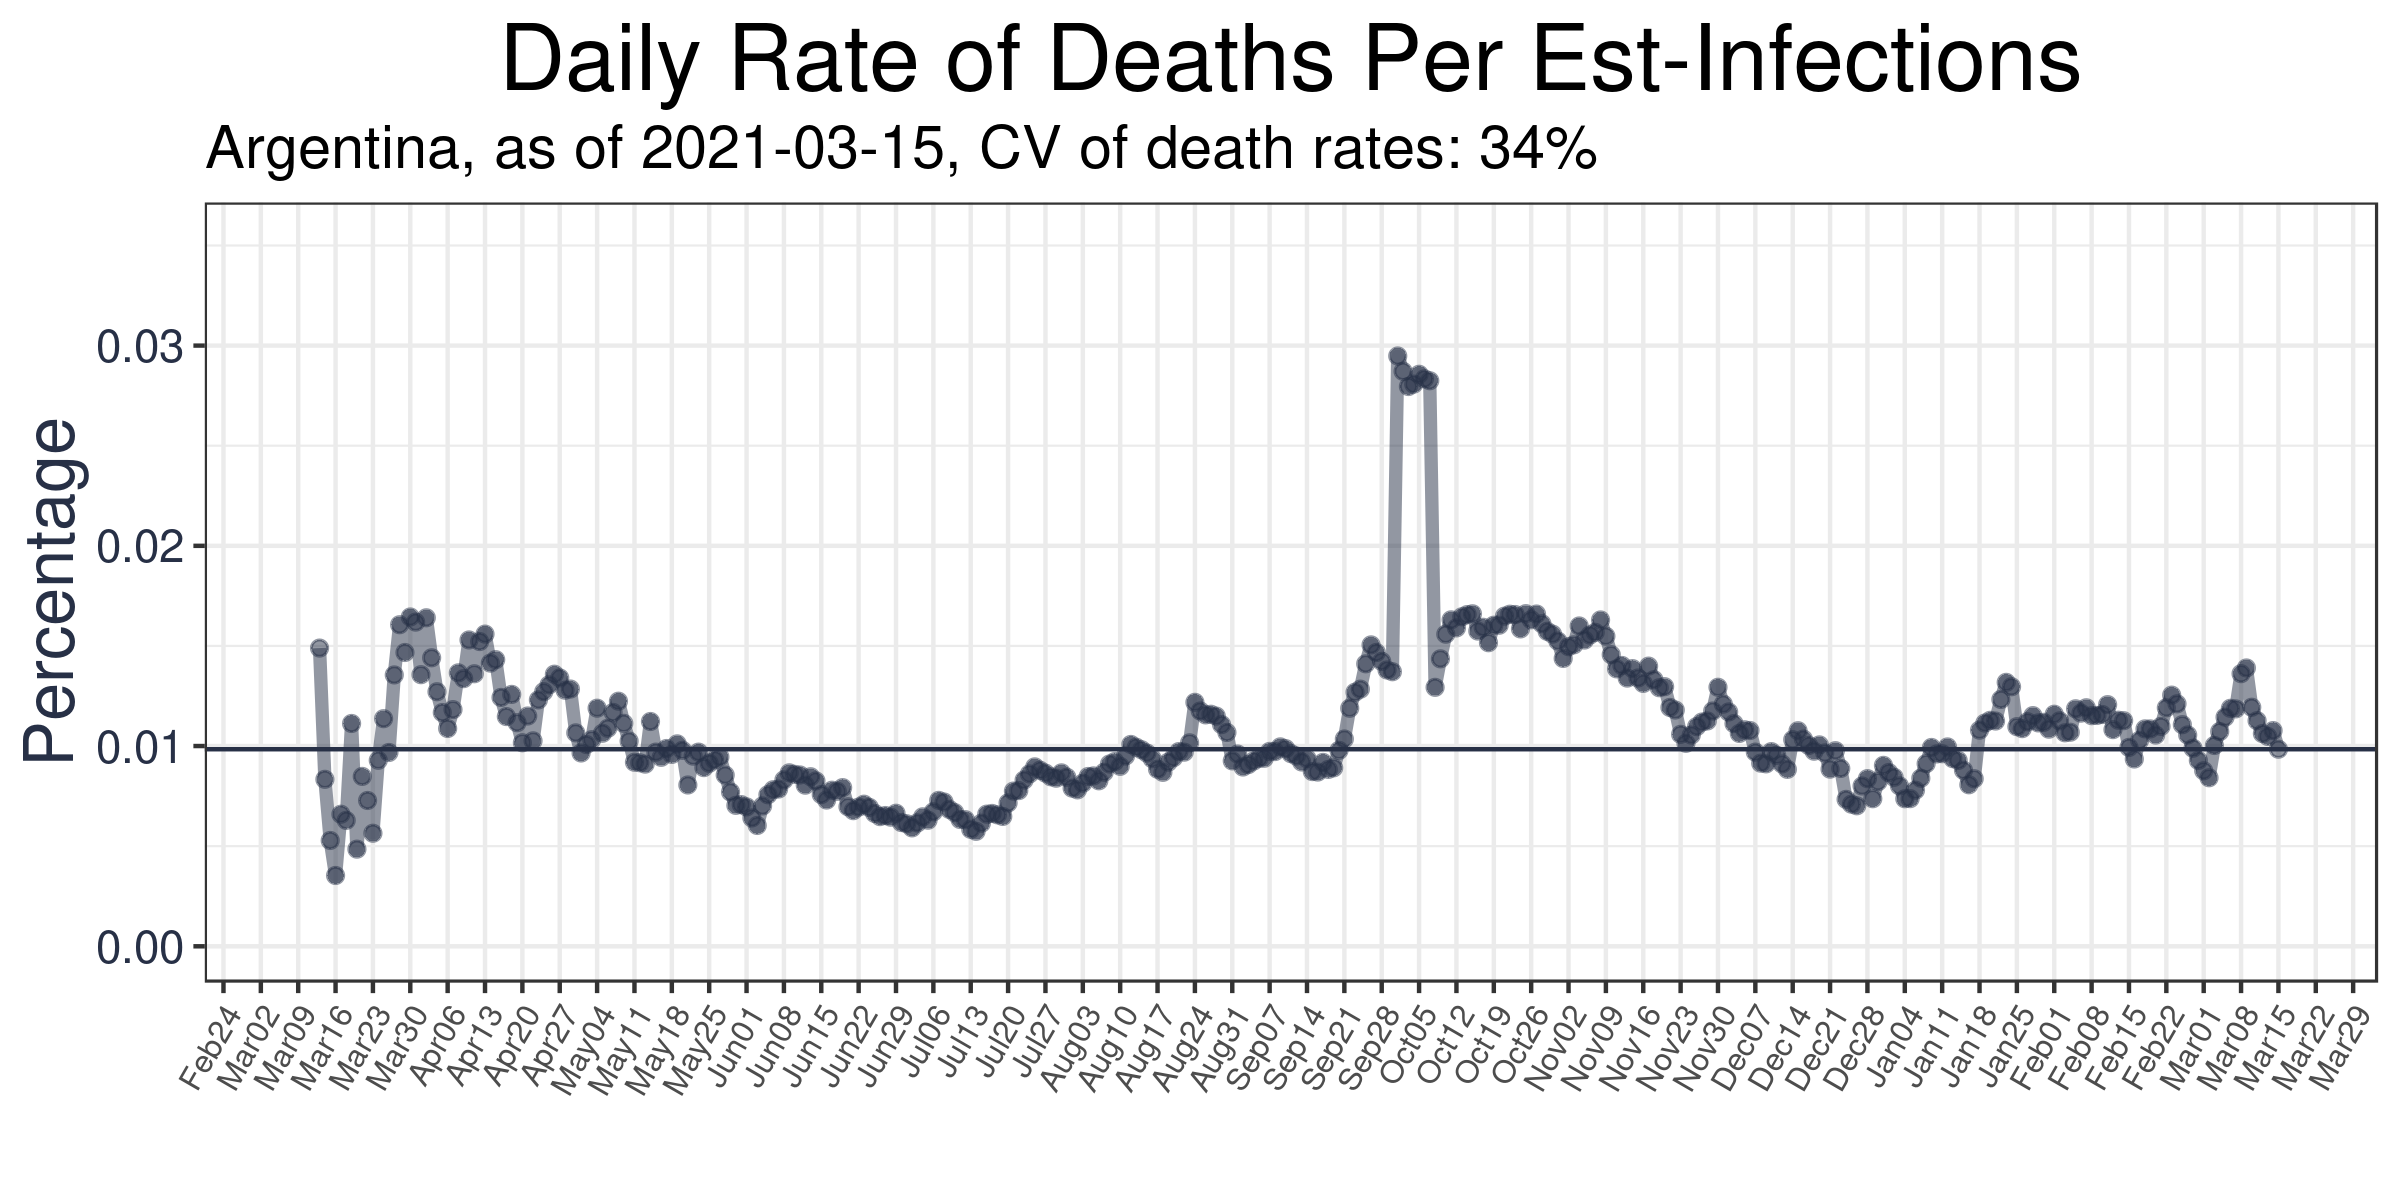 Daily Rate of Deaths Per Est-Infections
Argentina, as of 2021-03-15, CV of death rates: 34%
Percentage
0.03
0.02
0.01
0.00
Feb24
Mar02
Mar09
Mar16
Mar23
Mar30
Apr06
Apr13
Apr20
Apr27
May04
May11
May18
May25
Jun01
Jun08
Jun15
Jun22
Jun29
Jul06
Jul13
Jul20
Jul27
Aug03
Aug10
Aug17
Aug24
Aug31
Sep07
Sep14
Sep21
Sep28
Oct05
Oct12
Oct19
Oct26
Nov02
Nov09
Nov16
Nov23
Nov30
Dec07
Dec14
Dec21
Dec28
Jan04
Jan11
Jan18
Jan25
Feb01
Feb08
Feb15
Feb22
Mar01
Mar08
Mar15
Mar22
Mar29